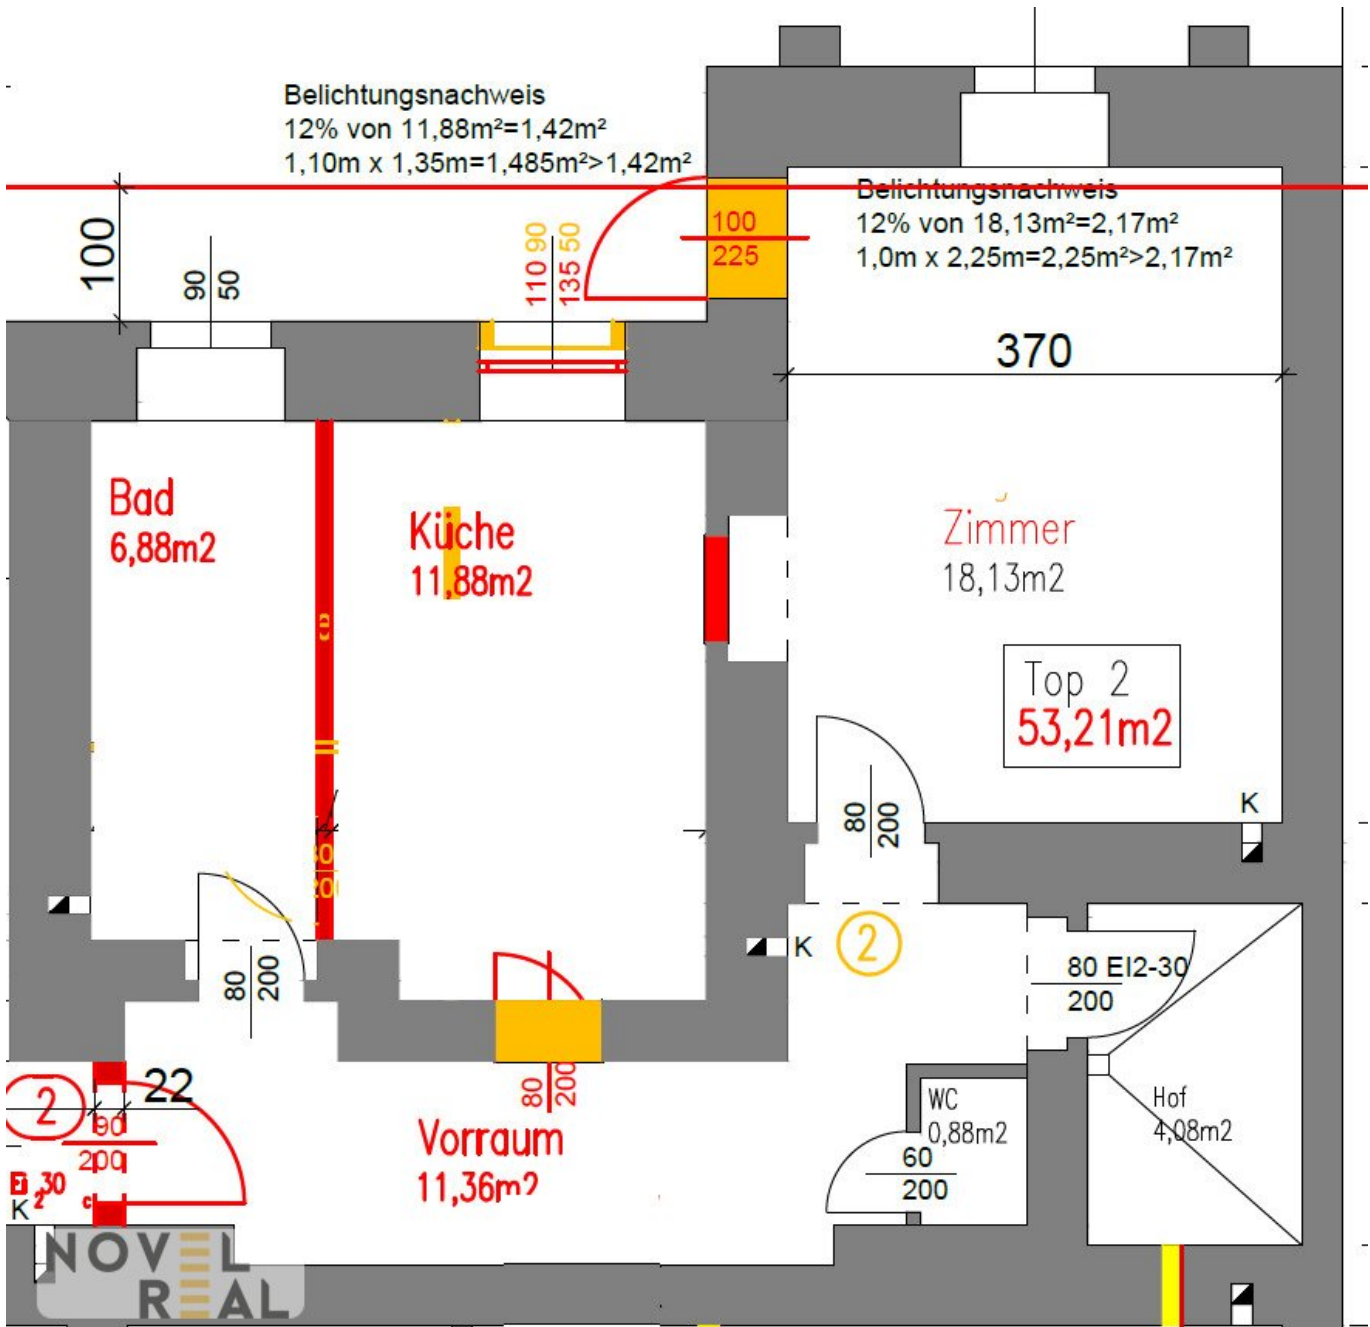 Belichtungsnachweis
12% von 11,88m²=1,42m²
1,10m x 1,35m=1,485m²>1,42m²
Belichtungsnachweis
12% von 18,13m²=2,17m²
1,0m x 2,25m=2,25m²>2,17m²
100
90
50
110 90
135 50
100
225
370
Bad
6,88m2
Küche
11,88m2
Zimmer
18,13m2
Top 2
53,21m2
K
80
200
80
200
K
2
80 EI2-30
200
2
22
90
200
30
K
80
200
Vorraum
11,36m2
WC
0,88m2
60
200
Hof
4,08m2
NOVEL
REAL